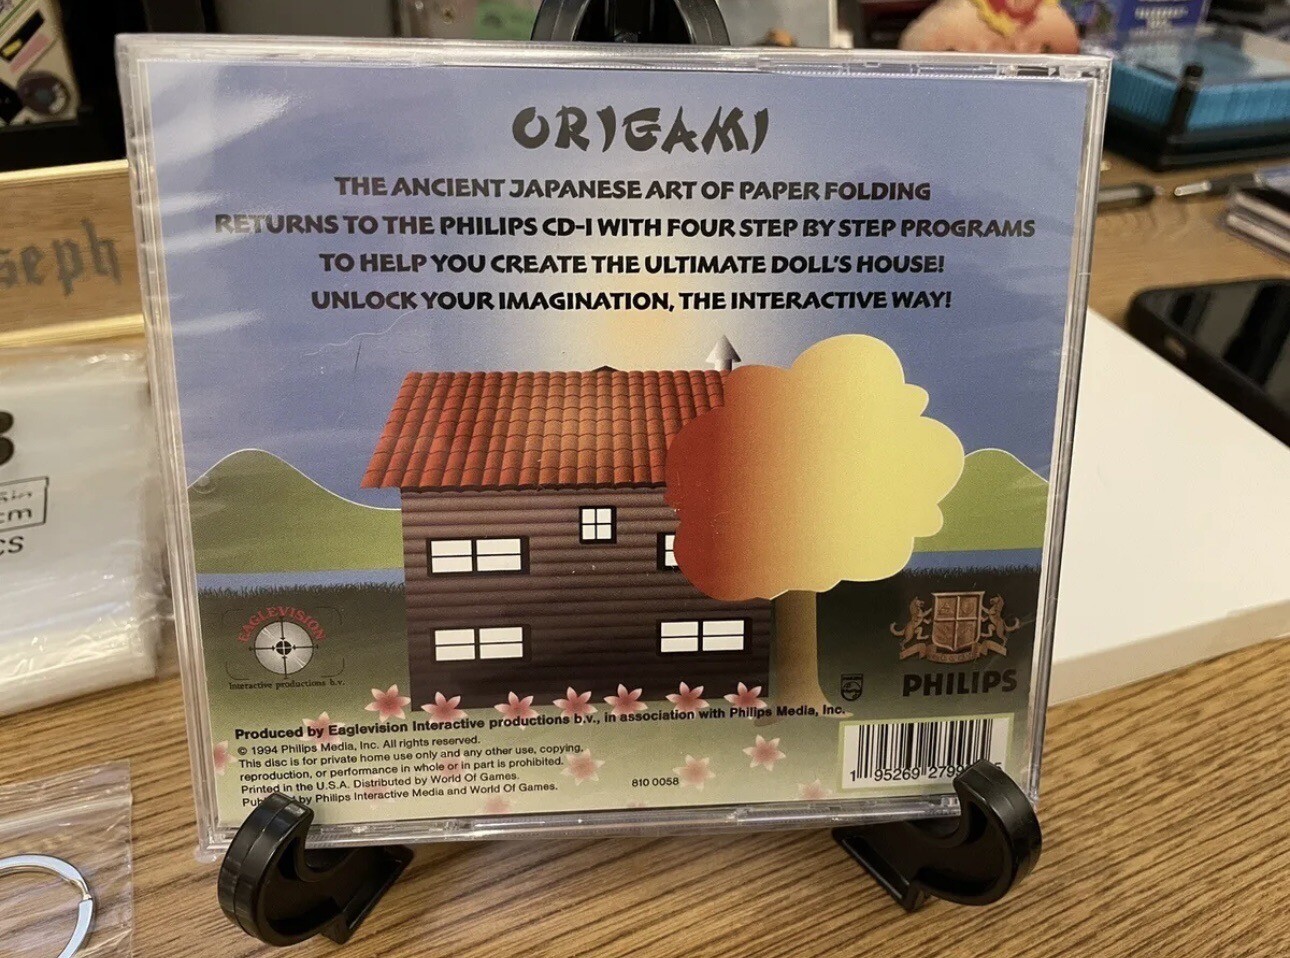 ORIGAMI
THE ANCIENT JAPANESE ART OF PAPER FOLDING
RETURNS TO THE PHILIPS CD-I WITH FOUR STEP BY STEP PROGRAMS
TO HELP YOU CREATE THE ULTIMATE DOLL'S HOUSE!
UNLOCK YOUR IMAGINATION, THE INTERACTIVE WAY!
seph
cm
cs
EAGLEVISION
Interactive productions b.v.
PHILIPS
Produced by Eaglevision Interactive productions b.v., in association with Philips Media, Inc.
© 1994 Philips Media, Inc. All rights reserved.
This disc is for private home use only and any other use, copying,
reproduction, or performance in whole or in part is prohibited.
Printed in the U.S.A. Distributed by World Of Games.
by Philips Interactive Media and World Of Games.
810 0058
1 95269